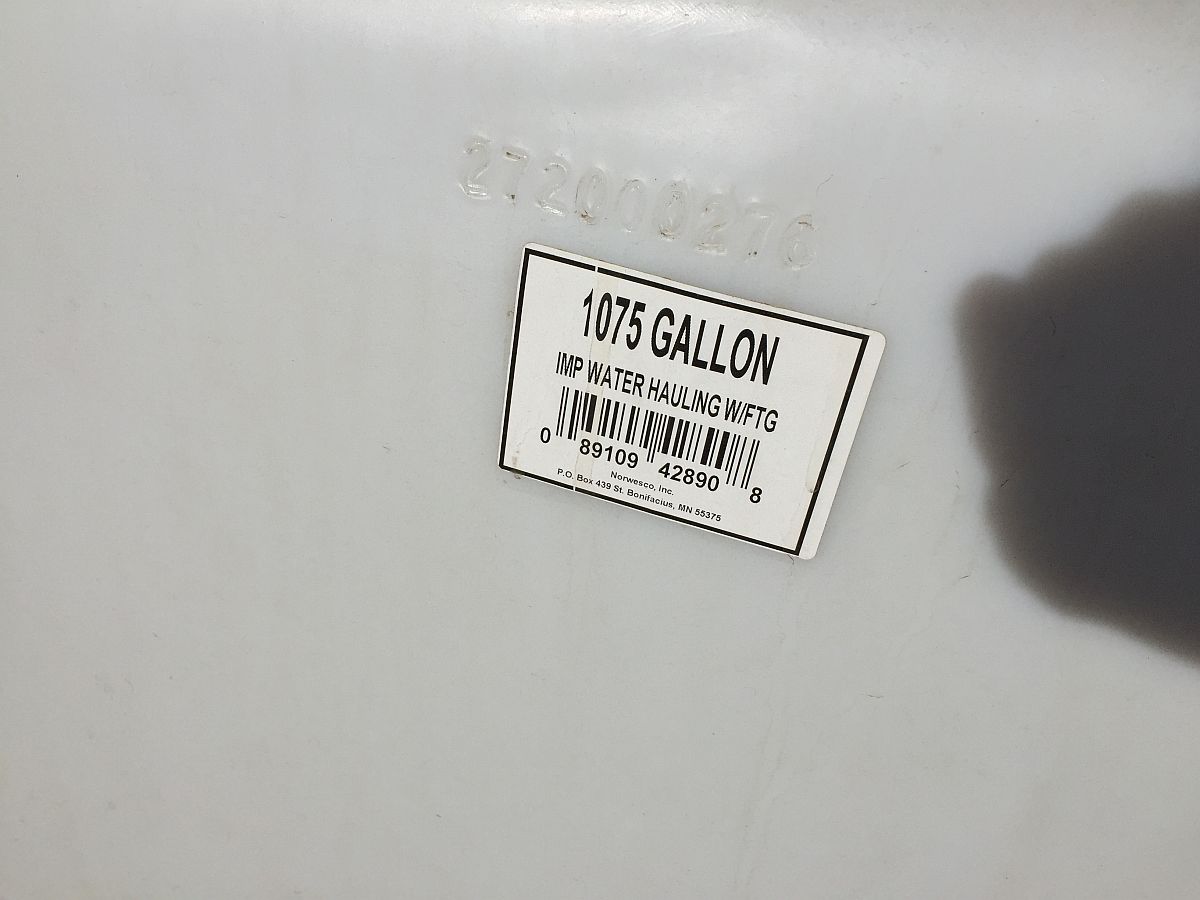 272000276
1075 GALLON
IMP WATER HAULING W/FTG
0 89109 42890 8
Norwesco, Inc.
P.O. Box 439 St. Bonifacius, MN 55375